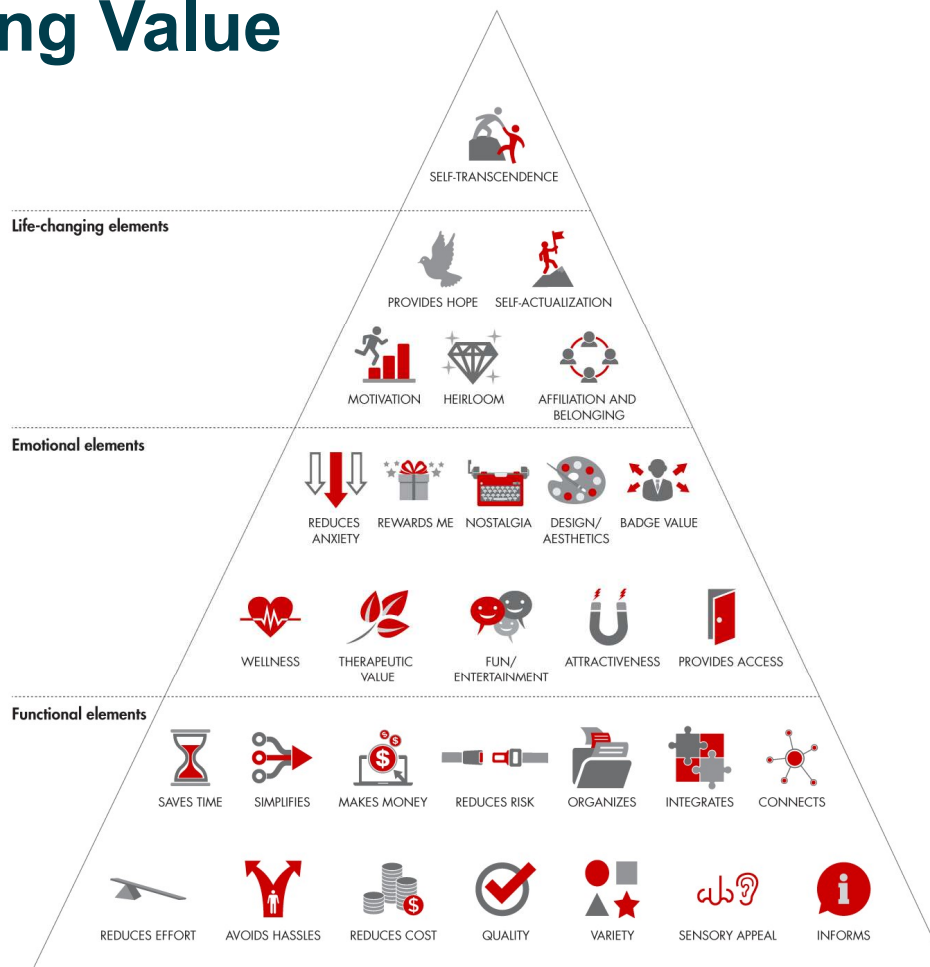 ng Value
SELF-TRANSCENDENCE
Life-changing elements
PROVIDES HOPE SELF-ACTUALIZATION
MOTIVATION HEIRLOOM AFFILIATION AND
BELONGING
Emotional elements
REDUCES
ANXIETY
REWARDS ME
NOSTALGIA
DESIGN/
AESTHETICS
BADGE VALUE
WELLNESS
THERAPEUTIC
VALUE
FUN/
ENTERTAINMENT
ATTRACTIVENESS
PROVIDES ACCESS
Functional elements
$
$
$
SAVES TIME SIMPLIFIES MAKES MONEY REDUCES RISK ORGANIZES INTEGRATES CONNECTS
$
i
REDUCES EFFORT AVOIDS HASSLES REDUCES COST QUALITY VARIETY SENSORY APPEAL INFORMS